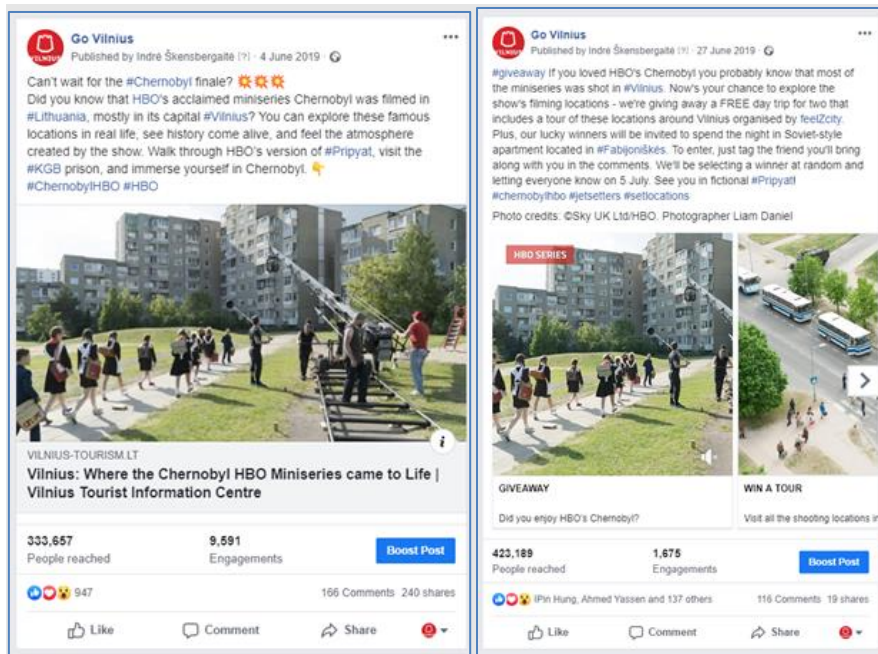 Go Vilnius
Published by Indrė Škensbergaitė [?] · 4 June 2019 ·
Can't wait for the #Chernobyl finale? 💥💥💥
Did you know that HBO's acclaimed miniseries Chernobyl was filmed in
#Lithuania, mostly in its capital #Vilnius? You can explore these famous
locations in real life, see history come alive, and feel the atmosphere
created by the show. Walk through HBO's version of #Pripyat, visit the
#KGB prison, and immerse yourself in Chernobyl. 👇
#ChernobylHBO #HBO
VILNIUS-TOURISM.LT
Vilnius: Where the Chernobyl HBO Miniseries came to Life |
Vilnius Tourist Information Centre
333,657 9,591
People reached Engagements
Boost Post
947 166 Comments 240 shares
Like Comment Share
Go Vilnius
Published by Indrė Škensbergaitė [?] · 27 June 2019 ·
#giveaway If you loved HBO's Chernobyl you probably know that most of
the miniseries was shot in #Vilnius. Now's your chance to explore the
show's filming locations - we're giving away a FREE day trip for two that
includes a tour of these locations around Vilnius organised by feelZcity.
Plus, our lucky winners will be invited to spend the night in Soviet-style
apartment located in #Fabijoniškės. To enter, just tag the friend you'll bring
along with you in the comments. We'll be selecting a winner at random and
letting everyone know on 5 July. See you in fictional #Pripyat!
#chernobylhbo #jetsetters #setlocations
Photo credits: ©Sky UK Ltd/HBO. Photographer Liam Daniel
HBO SERIES
GIVEAWAY
Did you enjoy HBO's Chernobyl?
WIN A TOUR
Visit all the shooting locations in
423,189 1,675
People reached Engagements
Boost Post
IPin Hung, Ahmed Yassen and 137 others 116 Comments 19 shares
Like Comment Share
VILNIUS
VILNIUS